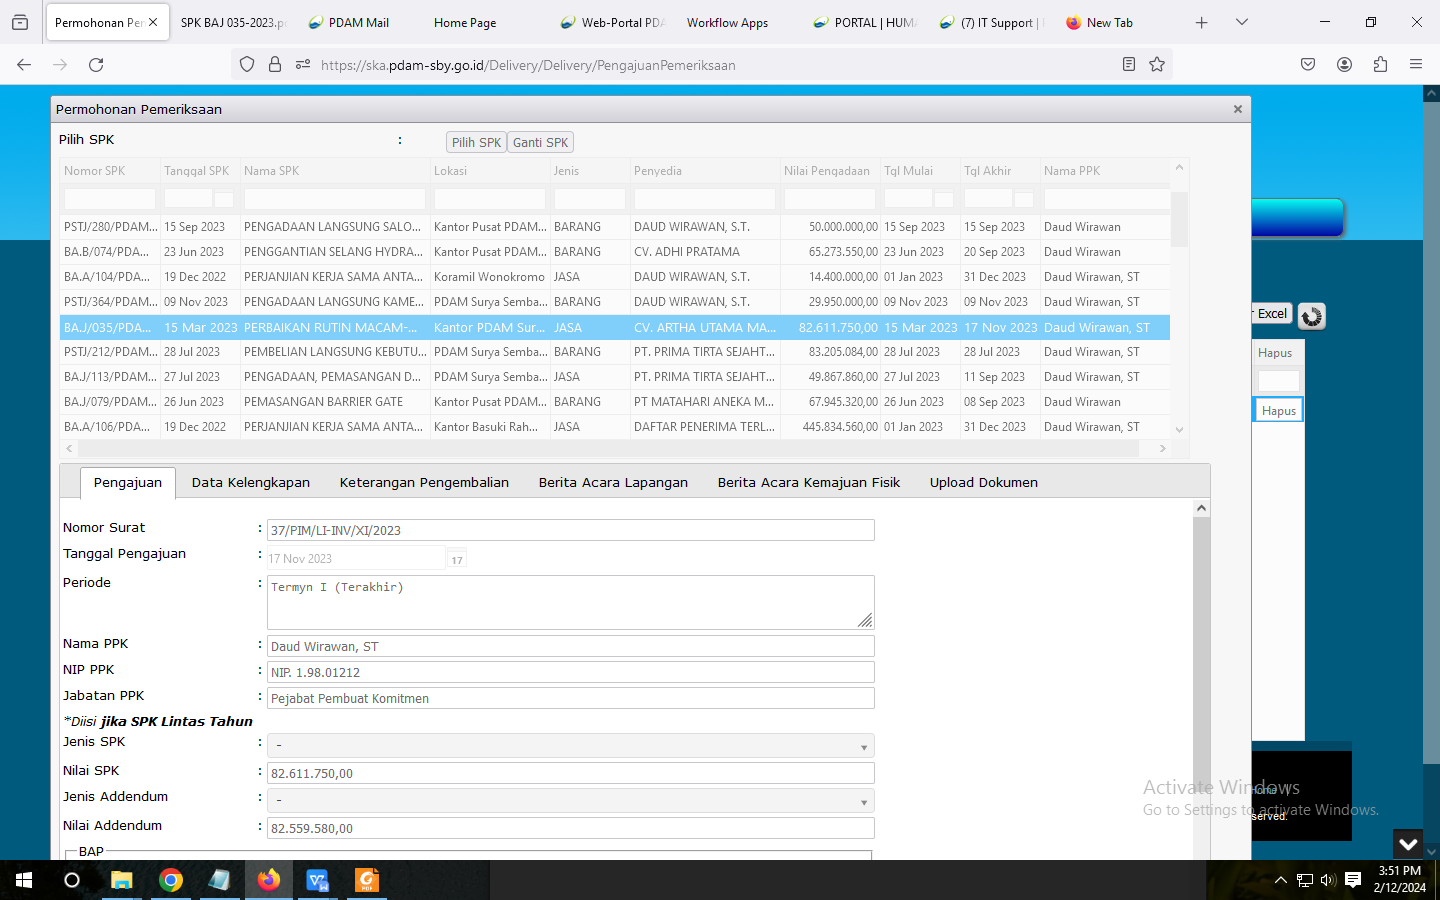 Permohonan Pen
SPK BAJ 035-2023.p
PDAM Mail
Home Page
Web-Portal PDA
Workflow Apps
PORTAL | HUM
(7) IT Support |
New Tab
https://ska.pdam-sby.go.id/Delivery/Delivery/PengajuanPemeriksaan
Permohonan Pemeriksaan
Pilih SPK : Pilih SPK Ganti SPK
Nomor SPK Tanggal SPK Nama SPK Lokasi Jenis Penyedia Nilai Pengadaan Tgl Mulai Tgl Akhir Nama PPK
PSTJ/280/PDAM... 15 Sep 2023 PENGADAAN LANGSUNG SALO... Kantor Pusat PDAM... BARANG DAUD WIRAWAN, S.T. 50.000.000,00 15 Sep 2023 15 Sep 2023 Daud Wirawan
BA.B/074/PDA... 23 Jun 2023 PENGGANTIAN SELANG HYDRA... Kantor Pusat PDAM... BARANG CV. ADHI PRATAMA 65.273.550,00 23 Jun 2023 20 Sep 2023 Daud Wirawan
BA.A/104/PDA... 19 Dec 2022 PERJANJIAN KERJA SAMA ANTA... Koramil Wonokromo JASA DAUD WIRAWAN, S.T. 14.400.000,00 01 Jan 2023 31 Dec 2023 Daud Wirawan, ST
PSTJ/364/PDAM... 09 Nov 2023 PENGADAAN LANGSUNG KAME... PDAM Surya Semba... BARANG DAUD WIRAWAN, S.T. 29.950.000,00 09 Nov 2023 09 Nov 2023 Daud Wirawan, ST
BA.J/035/PDA... 15 Mar 2023 PERBAIKAN RUTIN MACAM-... Kantor PDAM Sur... JASA CV. ARTHA UTAMA MA... 82.611.750,00 15 Mar 2023 17 Nov 2023 Daud Wirawan, ST
PSTJ/212/PDAM... 28 Jul 2023 PEMBELIAN LANGSUNG KEBUTU... PDAM Surya Semba... BARANG PT. PRIMA TIRTA SEJAHT... 83.205.084,00 28 Jul 2023 28 Jul 2023 Daud Wirawan, ST
BA.J/113/PDAM... 27 Jul 2023 PENGADAAN, PEMASANGAN D... PDAM Surya Semba... JASA PT. PRIMA TIRTA SEJAHT... 49.867.860,00 27 Jul 2023 11 Sep 2023 Daud Wirawan, ST
BA.J/079/PDAM... 26 Jun 2023 PEMASANGAN BARRIER GATE Kantor Pusat PDAM... BARANG PT MATAHARI ANEKA M... 67.945.320,00 26 Jun 2023 08 Sep 2023 Daud Wirawan
BA.A/106/PDA... 19 Dec 2022 PERJANJIAN KERJA SAMA ANTA... Kantor Basuki Rah... JASA DAFTAR PENERIMA TERL... 445.834.560,00 01 Jan 2023 31 Dec 2023 Daud Wirawan, ST
Excel
Hapus
Hapus
Pengajuan Data Kelengkapan Keterangan Pengembalian Berita Acara Lapangan Berita Acara Kemajuan Fisik Upload Dokumen
Nomor Surat : 37/PIM/LI-INV/XI/2023
Tanggal Pengajuan : 17 Nov 2023 17
Periode : Termyn I (Terakhir)
Nama PPK : Daud Wirawan, ST
NIP PPK : NIP. 1.98.01212
Jabatan PPK : Pejabat Pembuat Komitmen
*Diisi jika SPK Lintas Tahun
Jenis SPK : -
Nilai SPK : 82.611.750,00
Jenis Addendum : -
Nilai Addendum : 82.559.580,00
BAP
Home
served.
Activate Windows
Go to Settings to activate Windows.
3:51 PM
2/12/2024